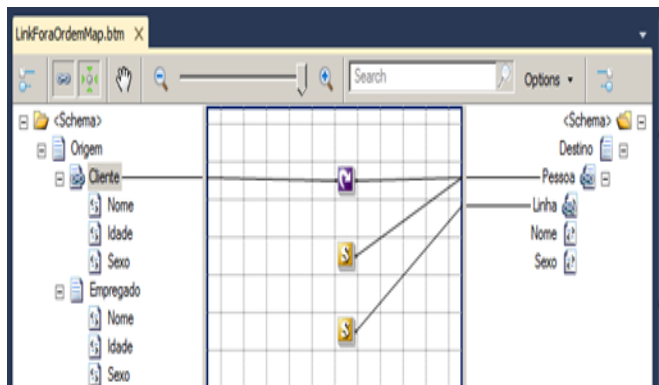 LinkForaOrdemMap.btm X
Search
Options
<Schema>
<Schema>
Origem
Destino
Cliente
Pessoa
Nome
Linha
Idade
Nome
Sexo
Sexo
Empregado
Nome
Idade
Sexo